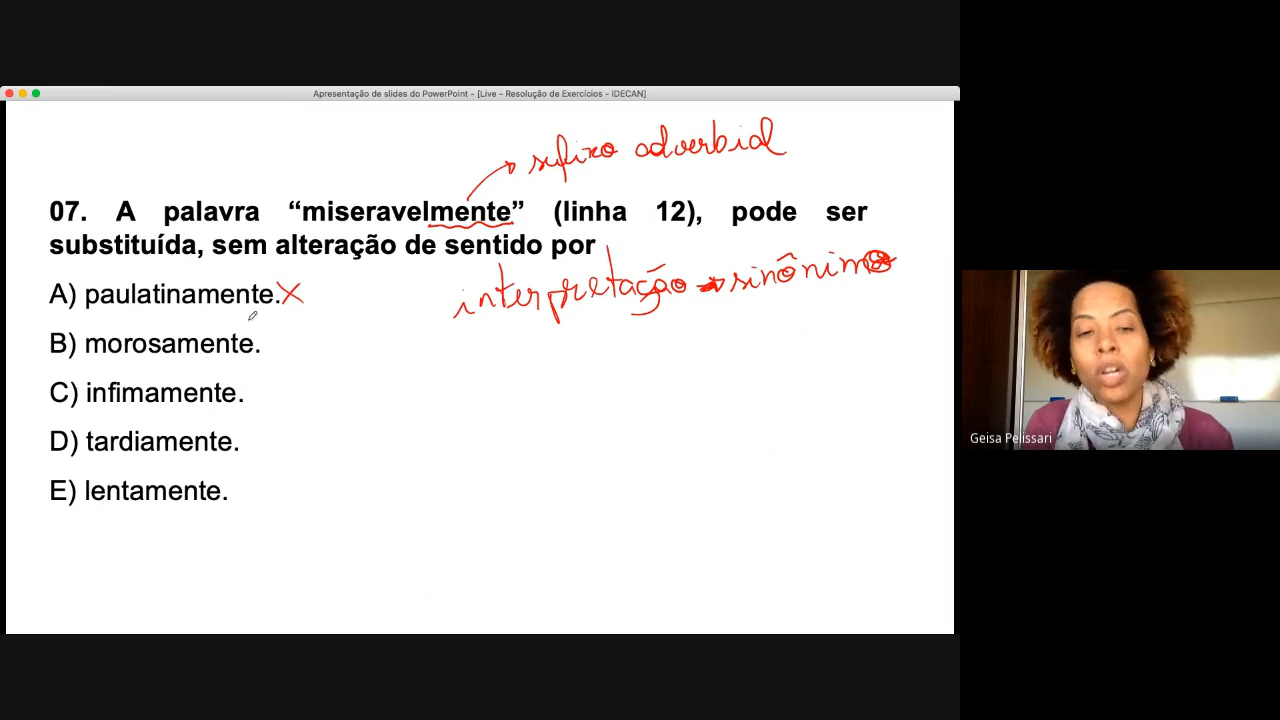 Apresentação de slides do PowerPoint - [Live - Resolução de Exercícios - IDECAN]
sufixo adverbial
07. A palavra “miseravelmente” (linha 12), pode ser
substituída, sem alteração de sentido por
interpretação → sinônimo
A) paulatinamente. X
B) morosamente.
C) infimamente.
D) tardiamente.
E) lentamente.
Geisa Pelissari